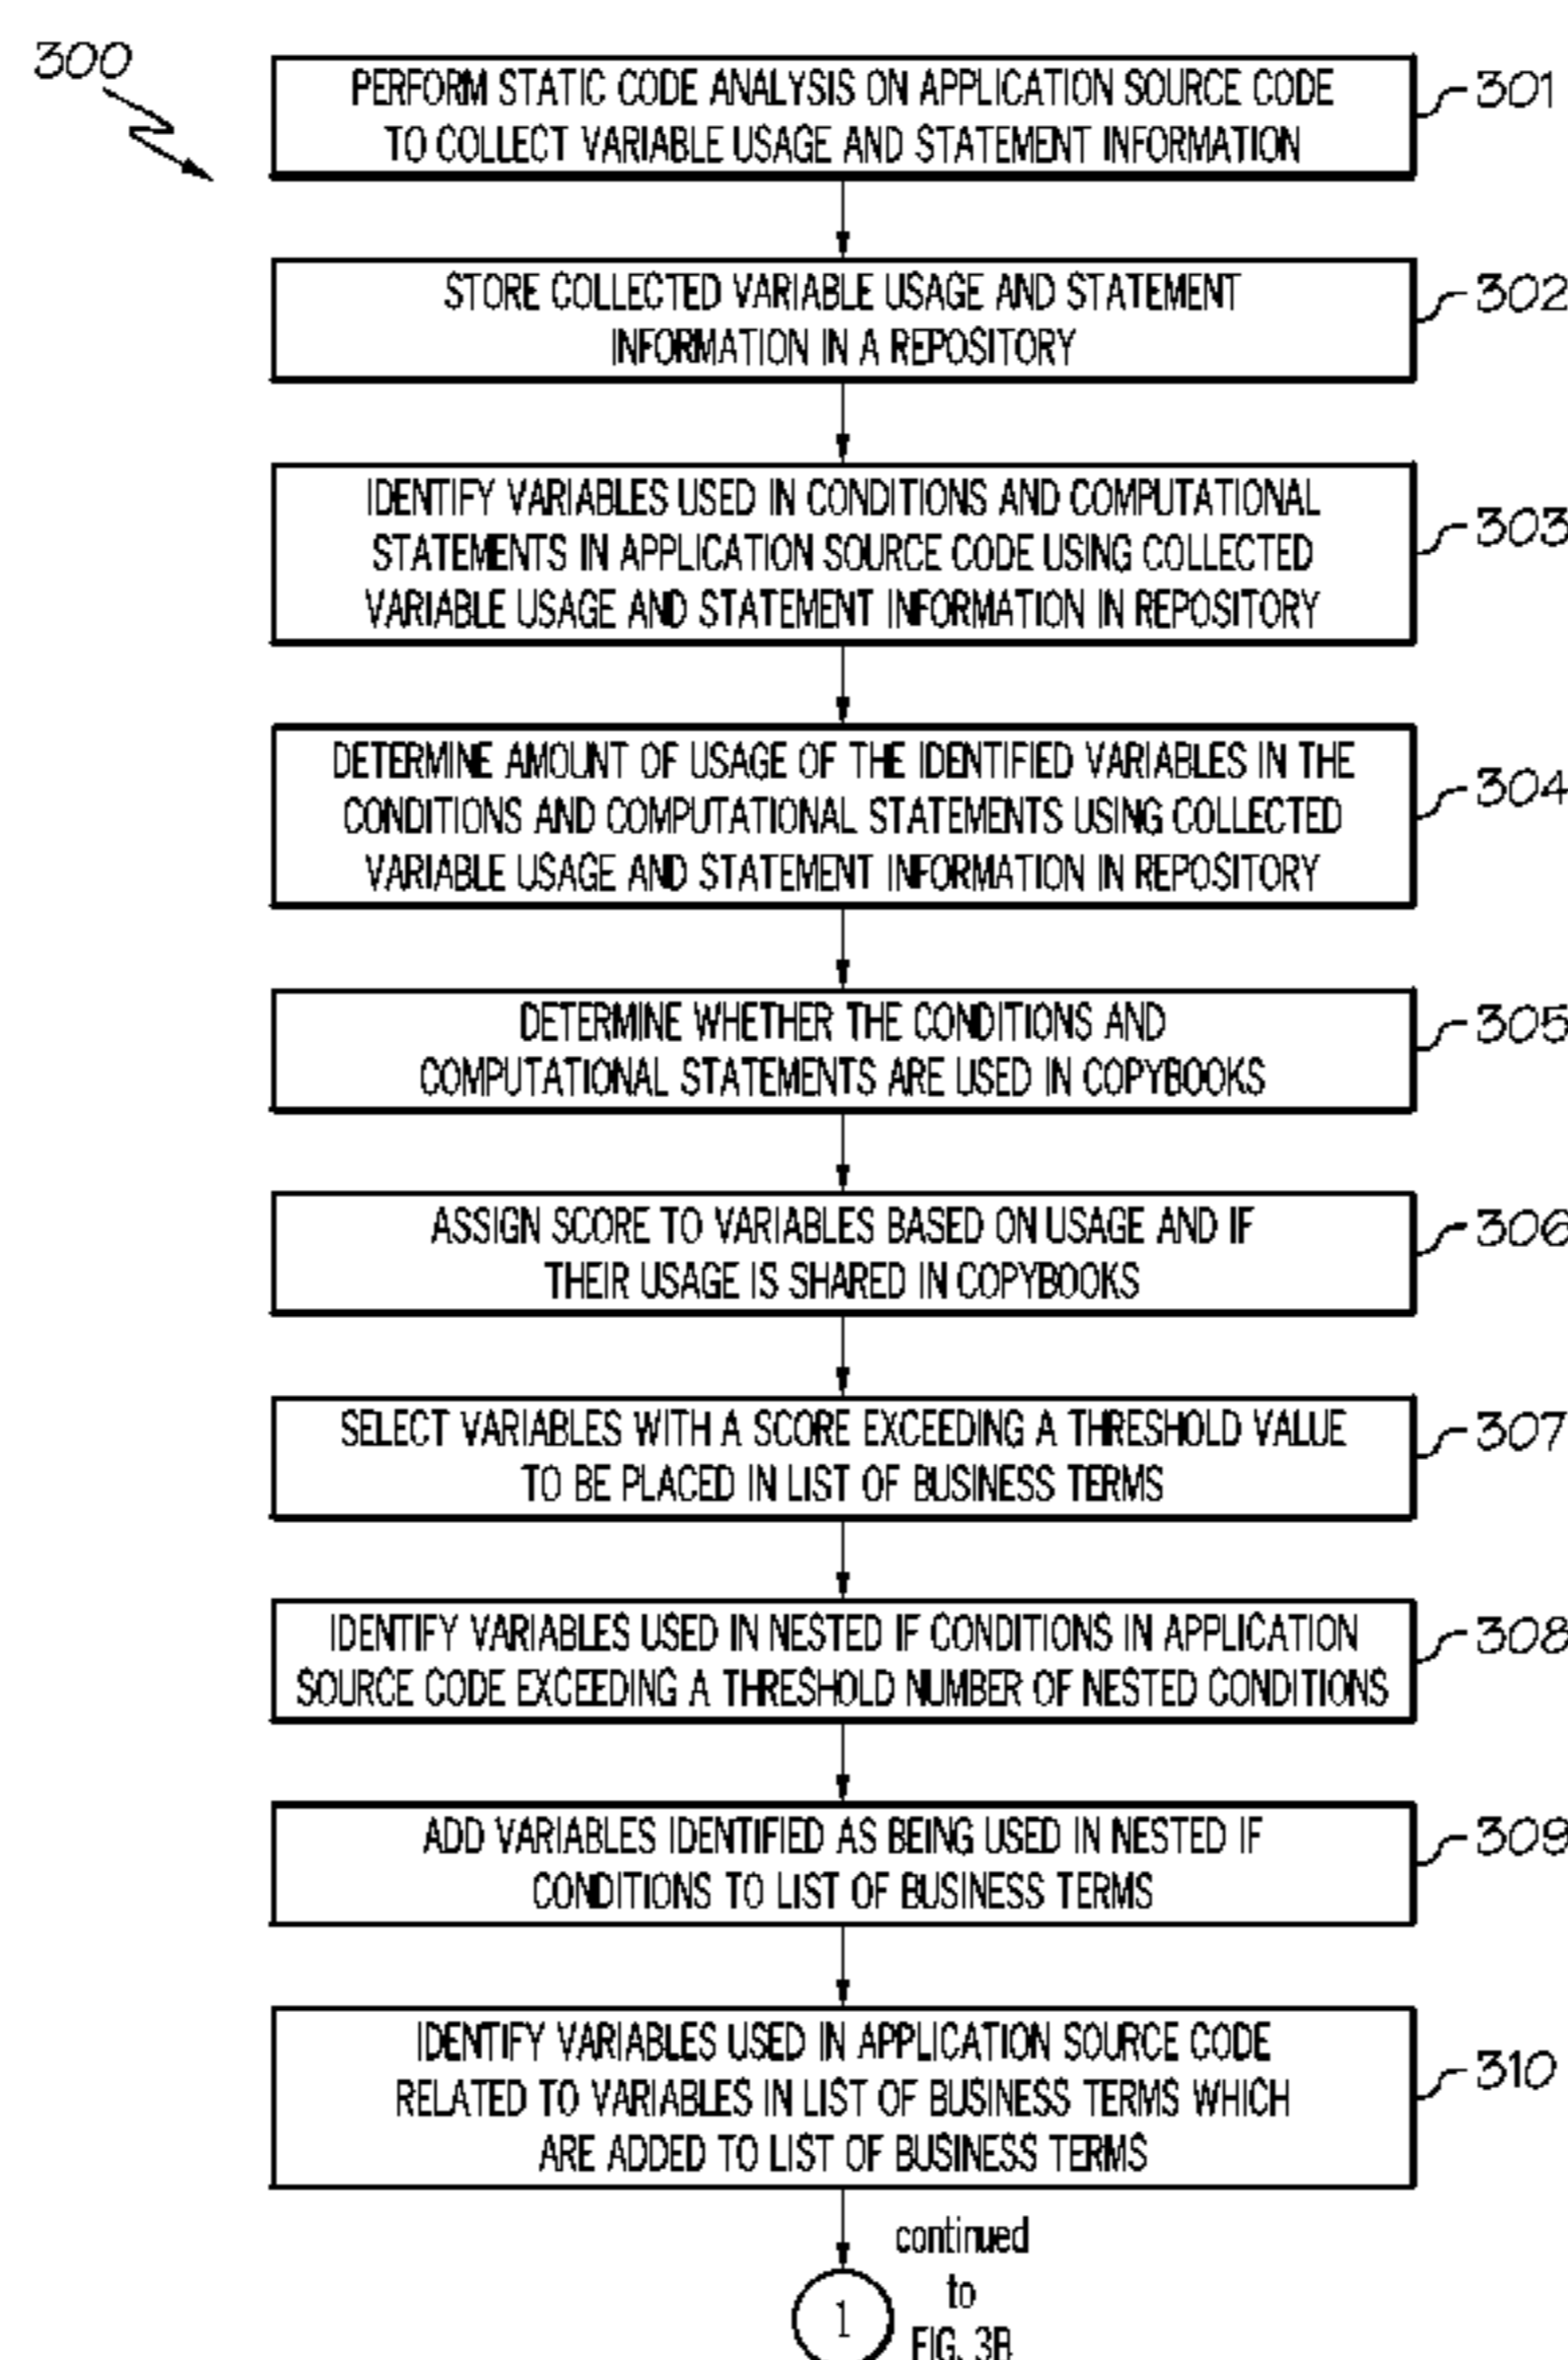 300
PERFORM STATIC CODE ANALYSIS ON APPLICATION SOURCE CODE
TO COLLECT VARIABLE USAGE AND STATEMENT INFORMATION
301
STORE COLLECTED VARIABLE USAGE AND STATEMENT
INFORMATION IN A REPOSITORY
302
IDENTIFY VARIABLES USED IN CONDITIONS AND COMPUTATIONAL
STATEMENTS IN APPLICATION SOURCE CODE USING COLLECTED
VARIABLE USAGE AND STATEMENT INFORMATION IN REPOSITORY
303
DETERMINE AMOUNT OF USAGE OF THE IDENTIFIED VARIABLES IN THE
CONDITIONS AND COMPUTATIONAL STATEMENTS USING COLLECTED
VARIABLE USAGE AND STATEMENT INFORMATION IN REPOSITORY
304
DETERMINE WHETHER THE CONDITIONS AND
COMPUTATIONAL STATEMENTS ARE USED IN COPYBOOKS
305
ASSIGN SCORE TO VARIABLES BASED ON USAGE AND IF
THEIR USAGE IS SHARED IN COPYBOOKS
306
SELECT VARIABLES WITH A SCORE EXCEEDING A THRESHOLD VALUE
TO BE PLACED IN LIST OF BUSINESS TERMS
307
IDENTIFY VARIABLES USED IN NESTED IF CONDITIONS IN APPLICATION
SOURCE CODE EXCEEDING A THRESHOLD NUMBER OF NESTED CONDITIONS
308
ADD VARIABLES IDENTIFIED AS BEING USED IN NESTED IF
CONDITIONS TO LIST OF BUSINESS TERMS
309
IDENTIFY VARIABLES USED IN APPLICATION SOURCE CODE
RELATED TO VARIABLES IN LIST OF BUSINESS TERMS WHICH
ARE ADDED TO LIST OF BUSINESS TERMS
310
continued
to
FIG. 3B
1